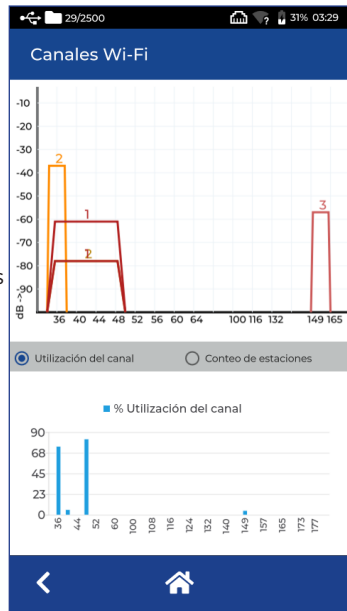 29/2500 ? 31% 03:29
Canales Wi-Fi
-10
-20
-30
-40
-50
-60
-70
-80
-90
dB ->
2
1
1 2
3
36 40 44 48 52 56 60 64 100 116 132 149 165
Utilización del canal Conteo de estaciones
% Utilización del canal
90
68
45
23
0
36 44 52 60 100 108 116 124 132 140 149 157 165 173 177